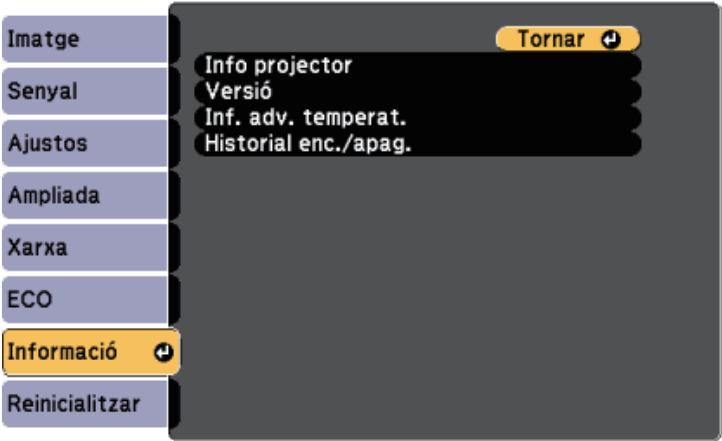 Imatge
Senyal
Ajustos
Ampliada
Xarxa
ECO
Informació
Reinicialitzar
Tornar
Info projector
Versió
Inf. adv. temperat.
Historial enc./apag.